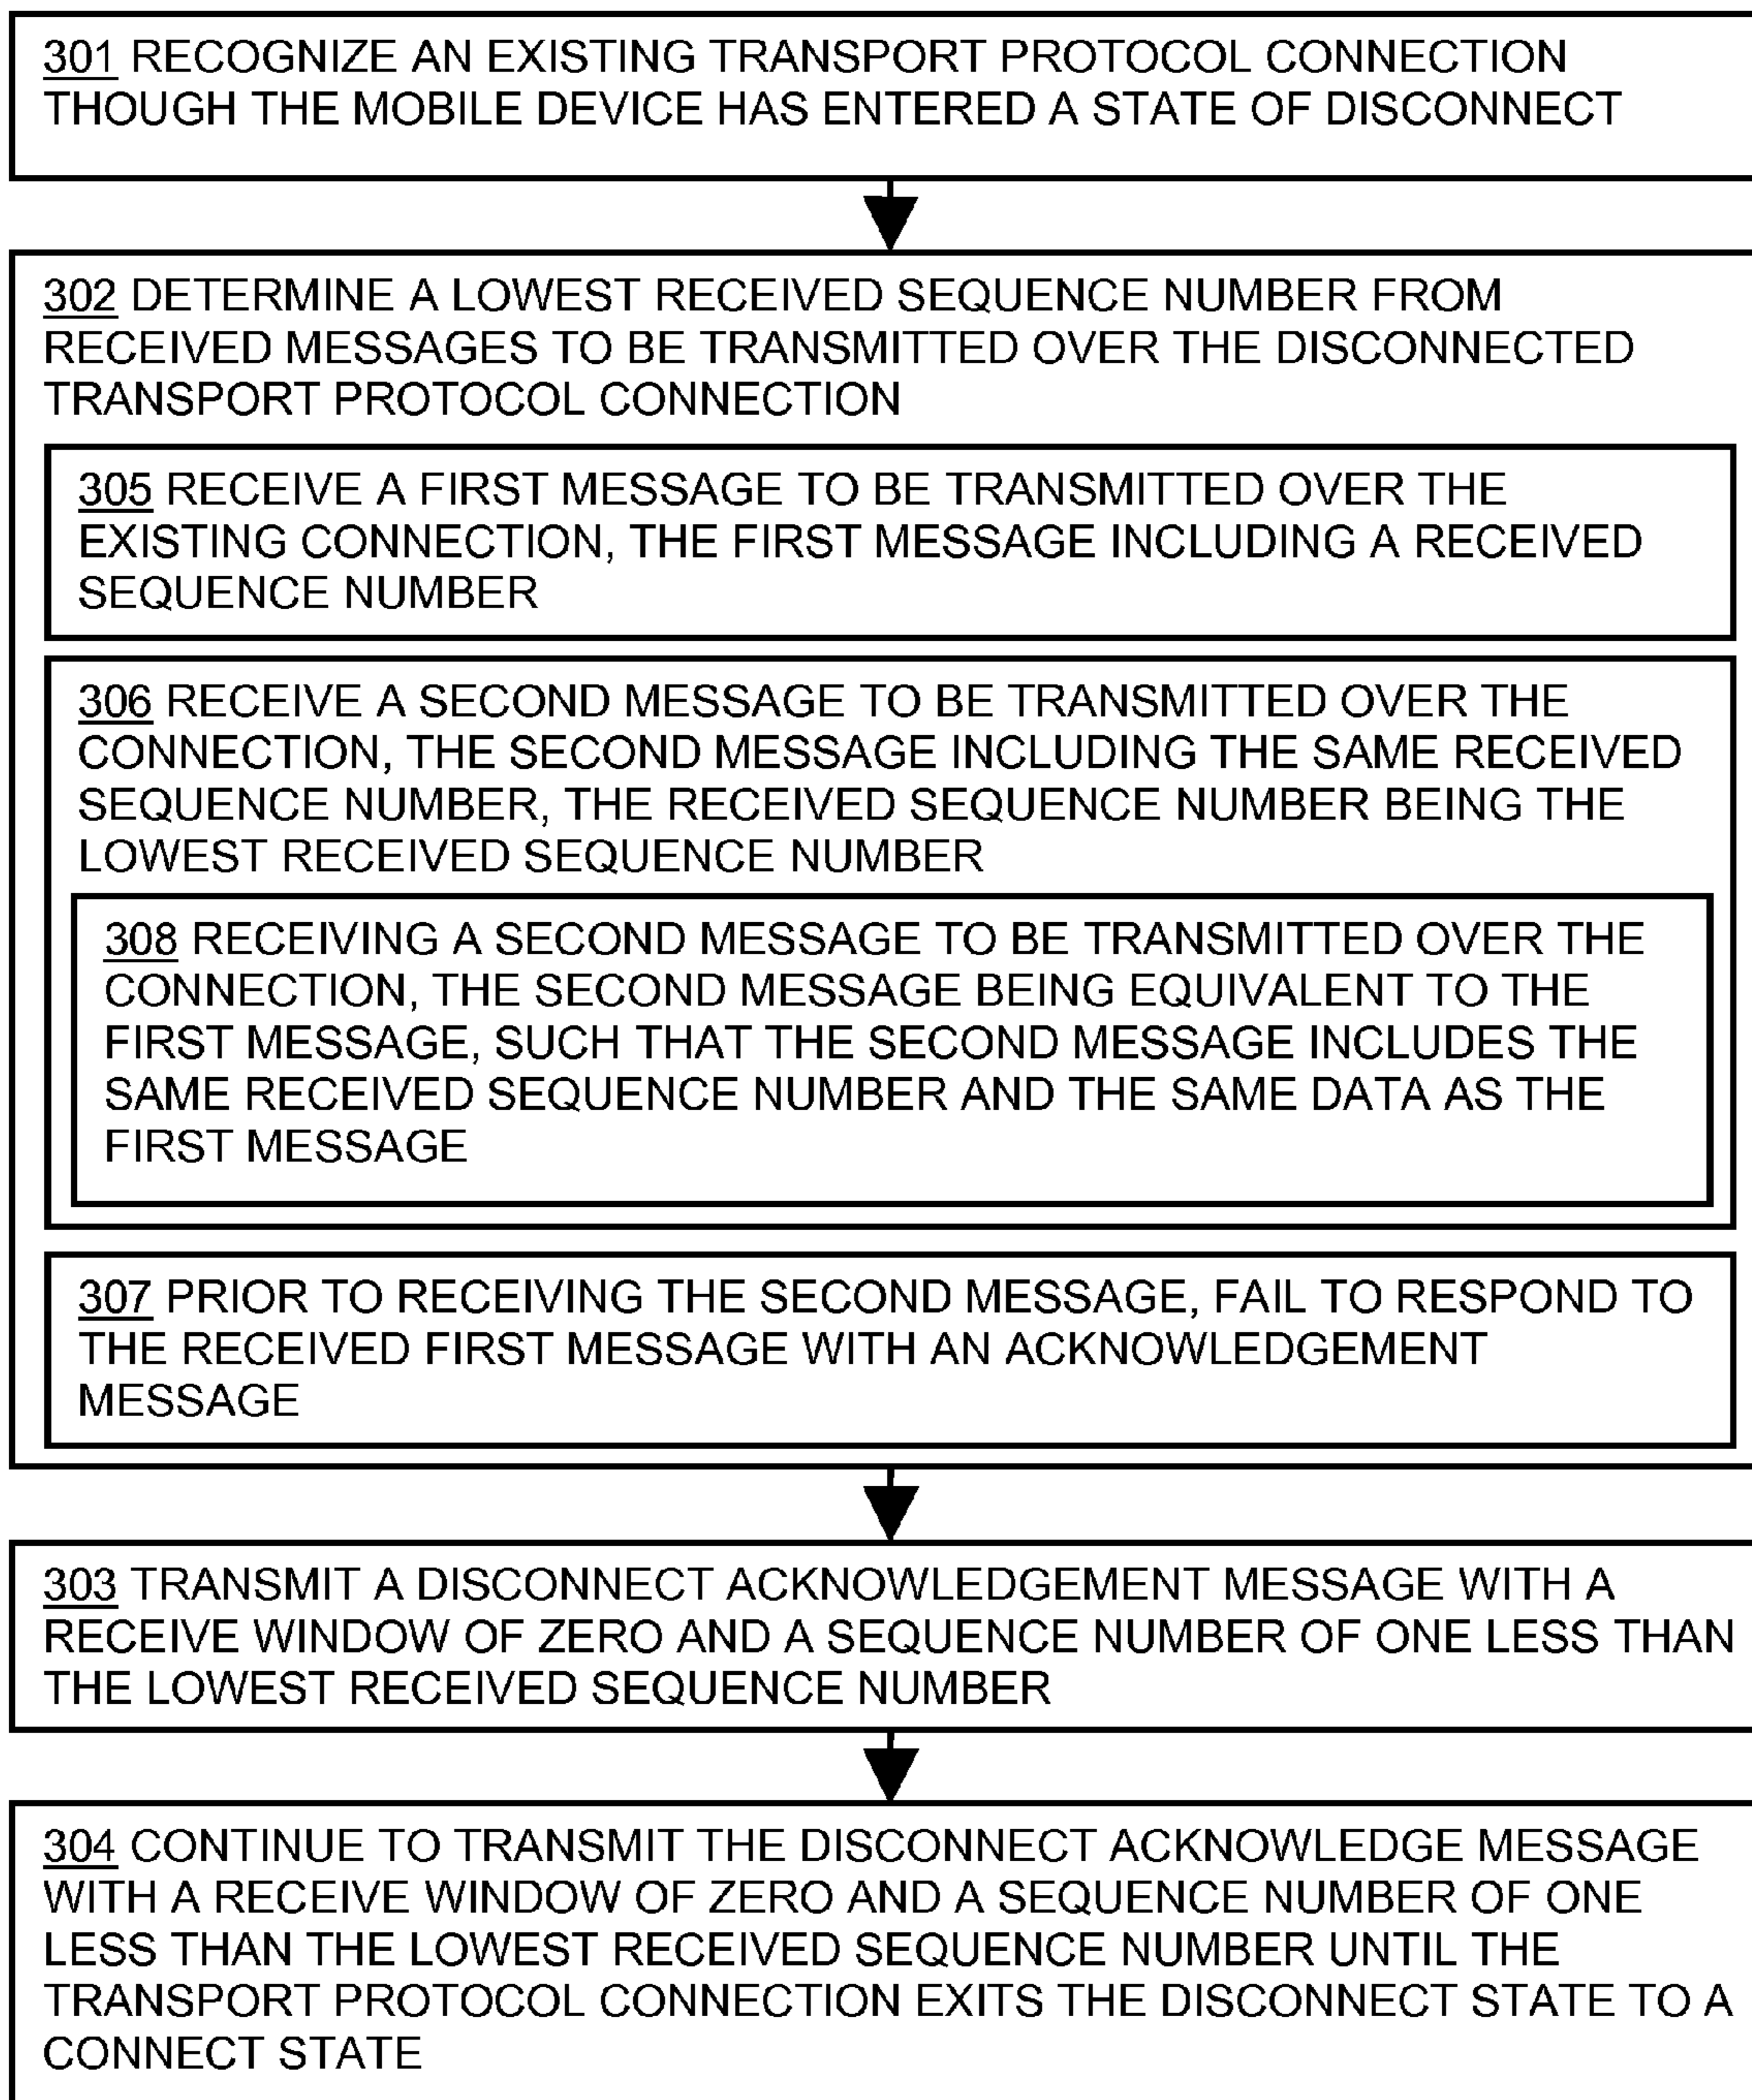 301 RECOGNIZE AN EXISTING TRANSPORT PROTOCOL CONNECTION
THOUGH THE MOBILE DEVICE HAS ENTERED A STATE OF DISCONNECT
302 DETERMINE A LOWEST RECEIVED SEQUENCE NUMBER FROM
RECEIVED MESSAGES TO BE TRANSMITTED OVER THE DISCONNECTED
TRANSPORT PROTOCOL CONNECTION
305 RECEIVE A FIRST MESSAGE TO BE TRANSMITTED OVER THE
EXISTING CONNECTION, THE FIRST MESSAGE INCLUDING A RECEIVED
SEQUENCE NUMBER
306 RECEIVE A SECOND MESSAGE TO BE TRANSMITTED OVER THE
CONNECTION, THE SECOND MESSAGE INCLUDING THE SAME RECEIVED
SEQUENCE NUMBER, THE RECEIVED SEQUENCE NUMBER BEING THE
LOWEST RECEIVED SEQUENCE NUMBER
308 RECEIVING A SECOND MESSAGE TO BE TRANSMITTED OVER THE
CONNECTION, THE SECOND MESSAGE BEING EQUIVALENT TO THE
FIRST MESSAGE, SUCH THAT THE SECOND MESSAGE INCLUDES THE
SAME RECEIVED SEQUENCE NUMBER AND THE SAME DATA AS THE
FIRST MESSAGE
307 PRIOR TO RECEIVING THE SECOND MESSAGE, FAIL TO RESPOND TO
THE RECEIVED FIRST MESSAGE WITH AN ACKNOWLEDGEMENT
MESSAGE
303 TRANSMIT A DISCONNECT ACKNOWLEDGEMENT MESSAGE WITH A
RECEIVE WINDOW OF ZERO AND A SEQUENCE NUMBER OF ONE LESS THAN
THE LOWEST RECEIVED SEQUENCE NUMBER
304 CONTINUE TO TRANSMIT THE DISCONNECT ACKNOWLEDGE MESSAGE
WITH A RECEIVE WINDOW OF ZERO AND A SEQUENCE NUMBER OF ONE
LESS THAN THE LOWEST RECEIVED SEQUENCE NUMBER UNTIL THE
TRANSPORT PROTOCOL CONNECTION EXITS THE DISCONNECT STATE TO A
CONNECT STATE